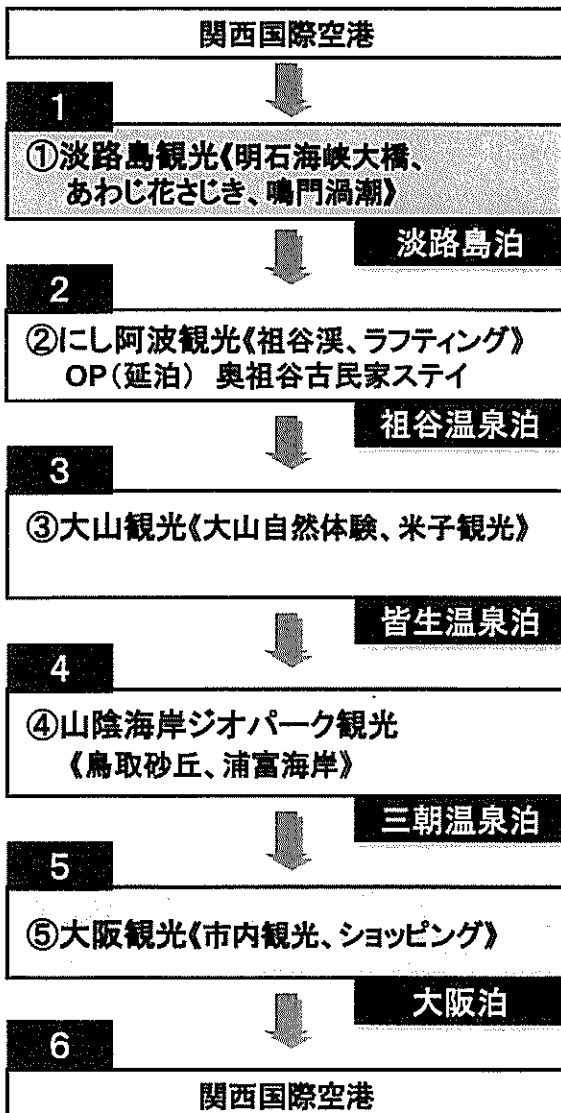 関西国際空港
1
①淡路島観光《明石海峡大橋、
あわじ花さじき、鳴門渦潮》
淡路島泊
2
②にし阿波観光《祖谷渓、ラフティング》
OP(延泊) 奥祖谷古民家ステイ
祖谷温泉泊
3
③大山観光《大山自然体験、米子観光》
皆生温泉泊
4
④山陰海岸ジオパーク観光
《鳥取砂丘、浦富海岸》
三朝温泉泊
5
⑤大阪観光《市内観光、ショッピング》
大阪泊
6
関西国際空港